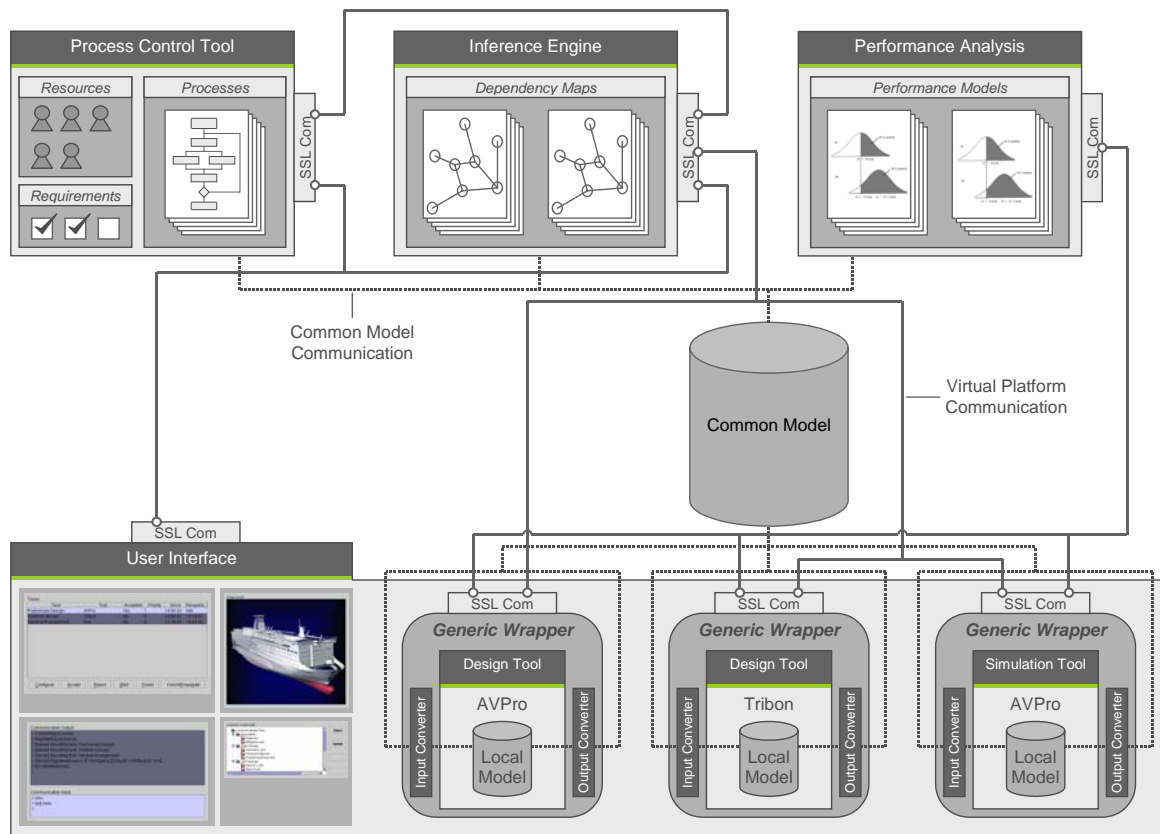 Process Control Tool
Resources
Processes
Requirements
SSL Com
Inference Engine
Dependency Maps
SSL Com
Performance Analysis
Performance Models
SSL Com
Common Model
Communication
Common Model
Virtual Platform
Communication
SSL Com
User Interface
SSL Com
Generic Wrapper
Design Tool
AVPro
Local
Model
Input Converter
Output Converter
SSL Com
Generic Wrapper
Design Tool
Tribon
Local
Model
Input Converter
Output Converter
SSL Com
Generic Wrapper
Simulation Tool
AVPro
Local
Model
Input Converter
Output Converter